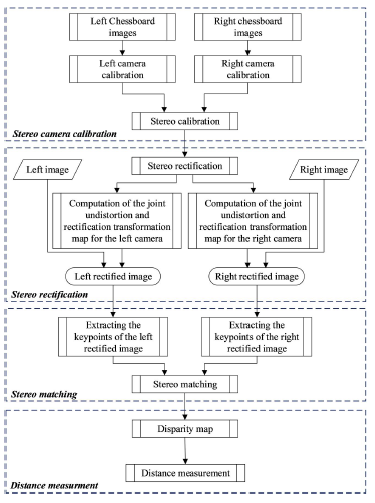 Left Chessboard
images
Right chessboard
images
Left camera
calibration
Right camera
calibration
Stereo calibration
Stereo camera calibration
Stereo rectification
Left image
Right image
Computation of the joint
undistortion and
rectification transformation
map for the left camera
Computation of the joint
undistortion and
rectification transformation
map for the right camera
Left rectified image
Right rectified image
Stereo rectification
Extracting the
keypoints of the left
rectified image
Extracting the
keypoints of the right
rectified image
Stereo matching
Stereo matching
Disparity map
Distance measurement
Distance measurment